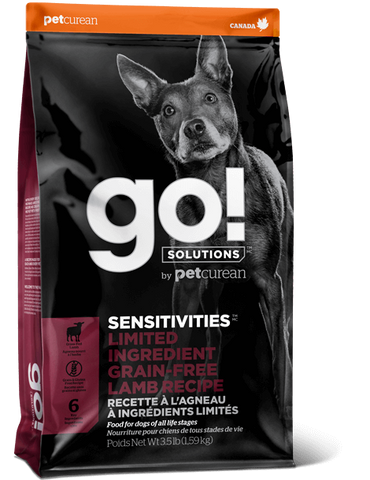 petcurean
CANADA
go!
SOLUTIONS
by petcurean
SENSITIVITIES
LIMITED
INGREDIENT
GRAIN-FREE
LAMB RECIPE
RECETTE À L'AGNEAU
À INGRÉDIENTS LIMITÉS
Food for dogs of all life stages
Nourriture pour chiens de tous stades de vie
Poids Net Wt 3.5 lb (1,59 kg)
6
go!